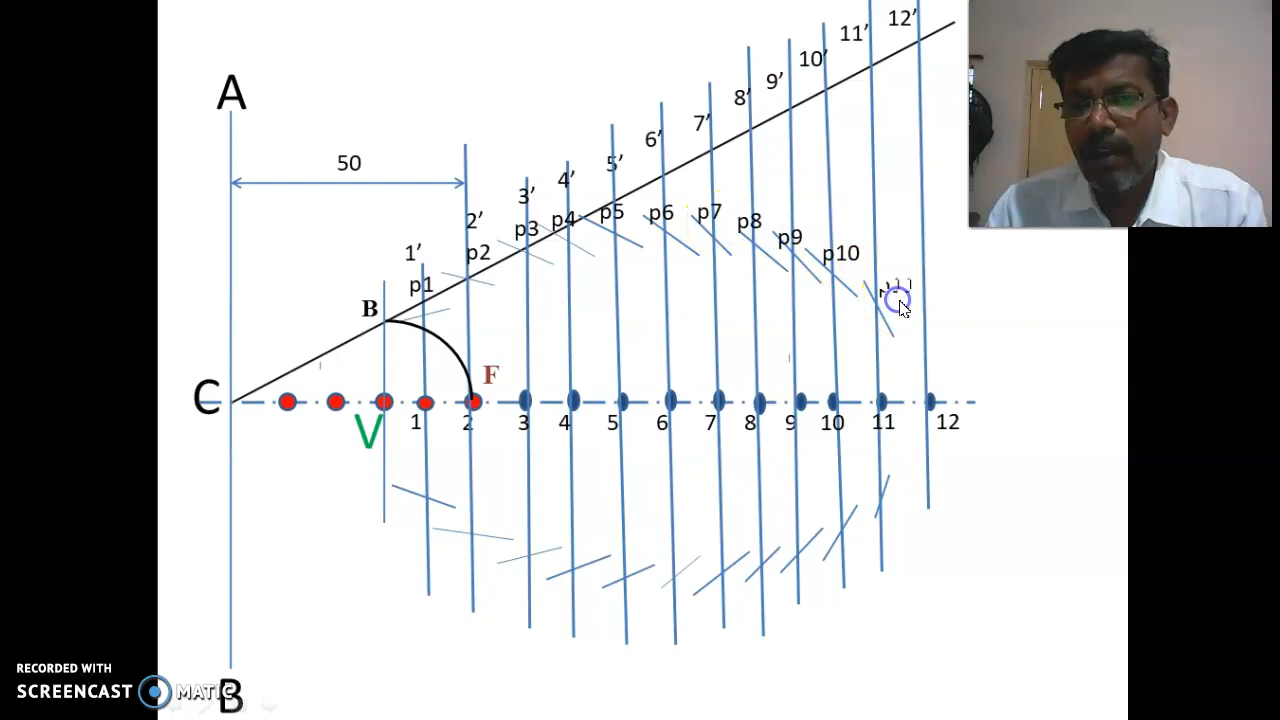 12’
11’
10’
9’
8’
7’
6’
5’
4’
3’
2’
1’
A
50
p1
p2
p3
p4
p5
p6
p7
p8
p9
p10
p11
B
F
C
V
1 2 3 4 5 6 7 8 9 10 11 12
B
RECORDED WITH
SCREENCAST MATIC